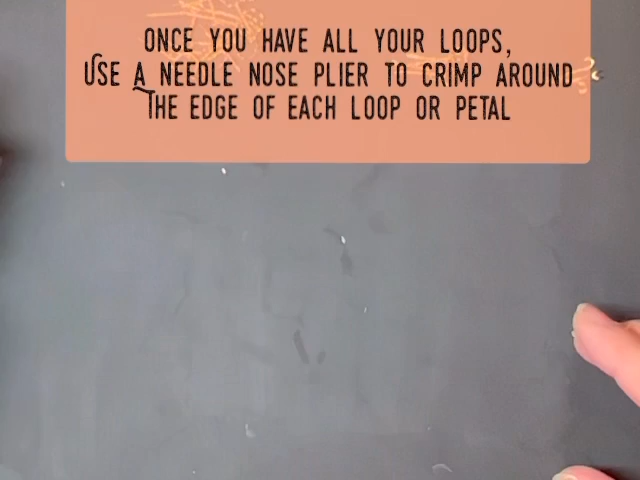 ONCE YOU HAVE ALL YOUR LOOPS,
USE A NEEDLE NOSE PLIER TO CRIMP AROUND
THE EDGE OF EACH LOOP OR PETAL